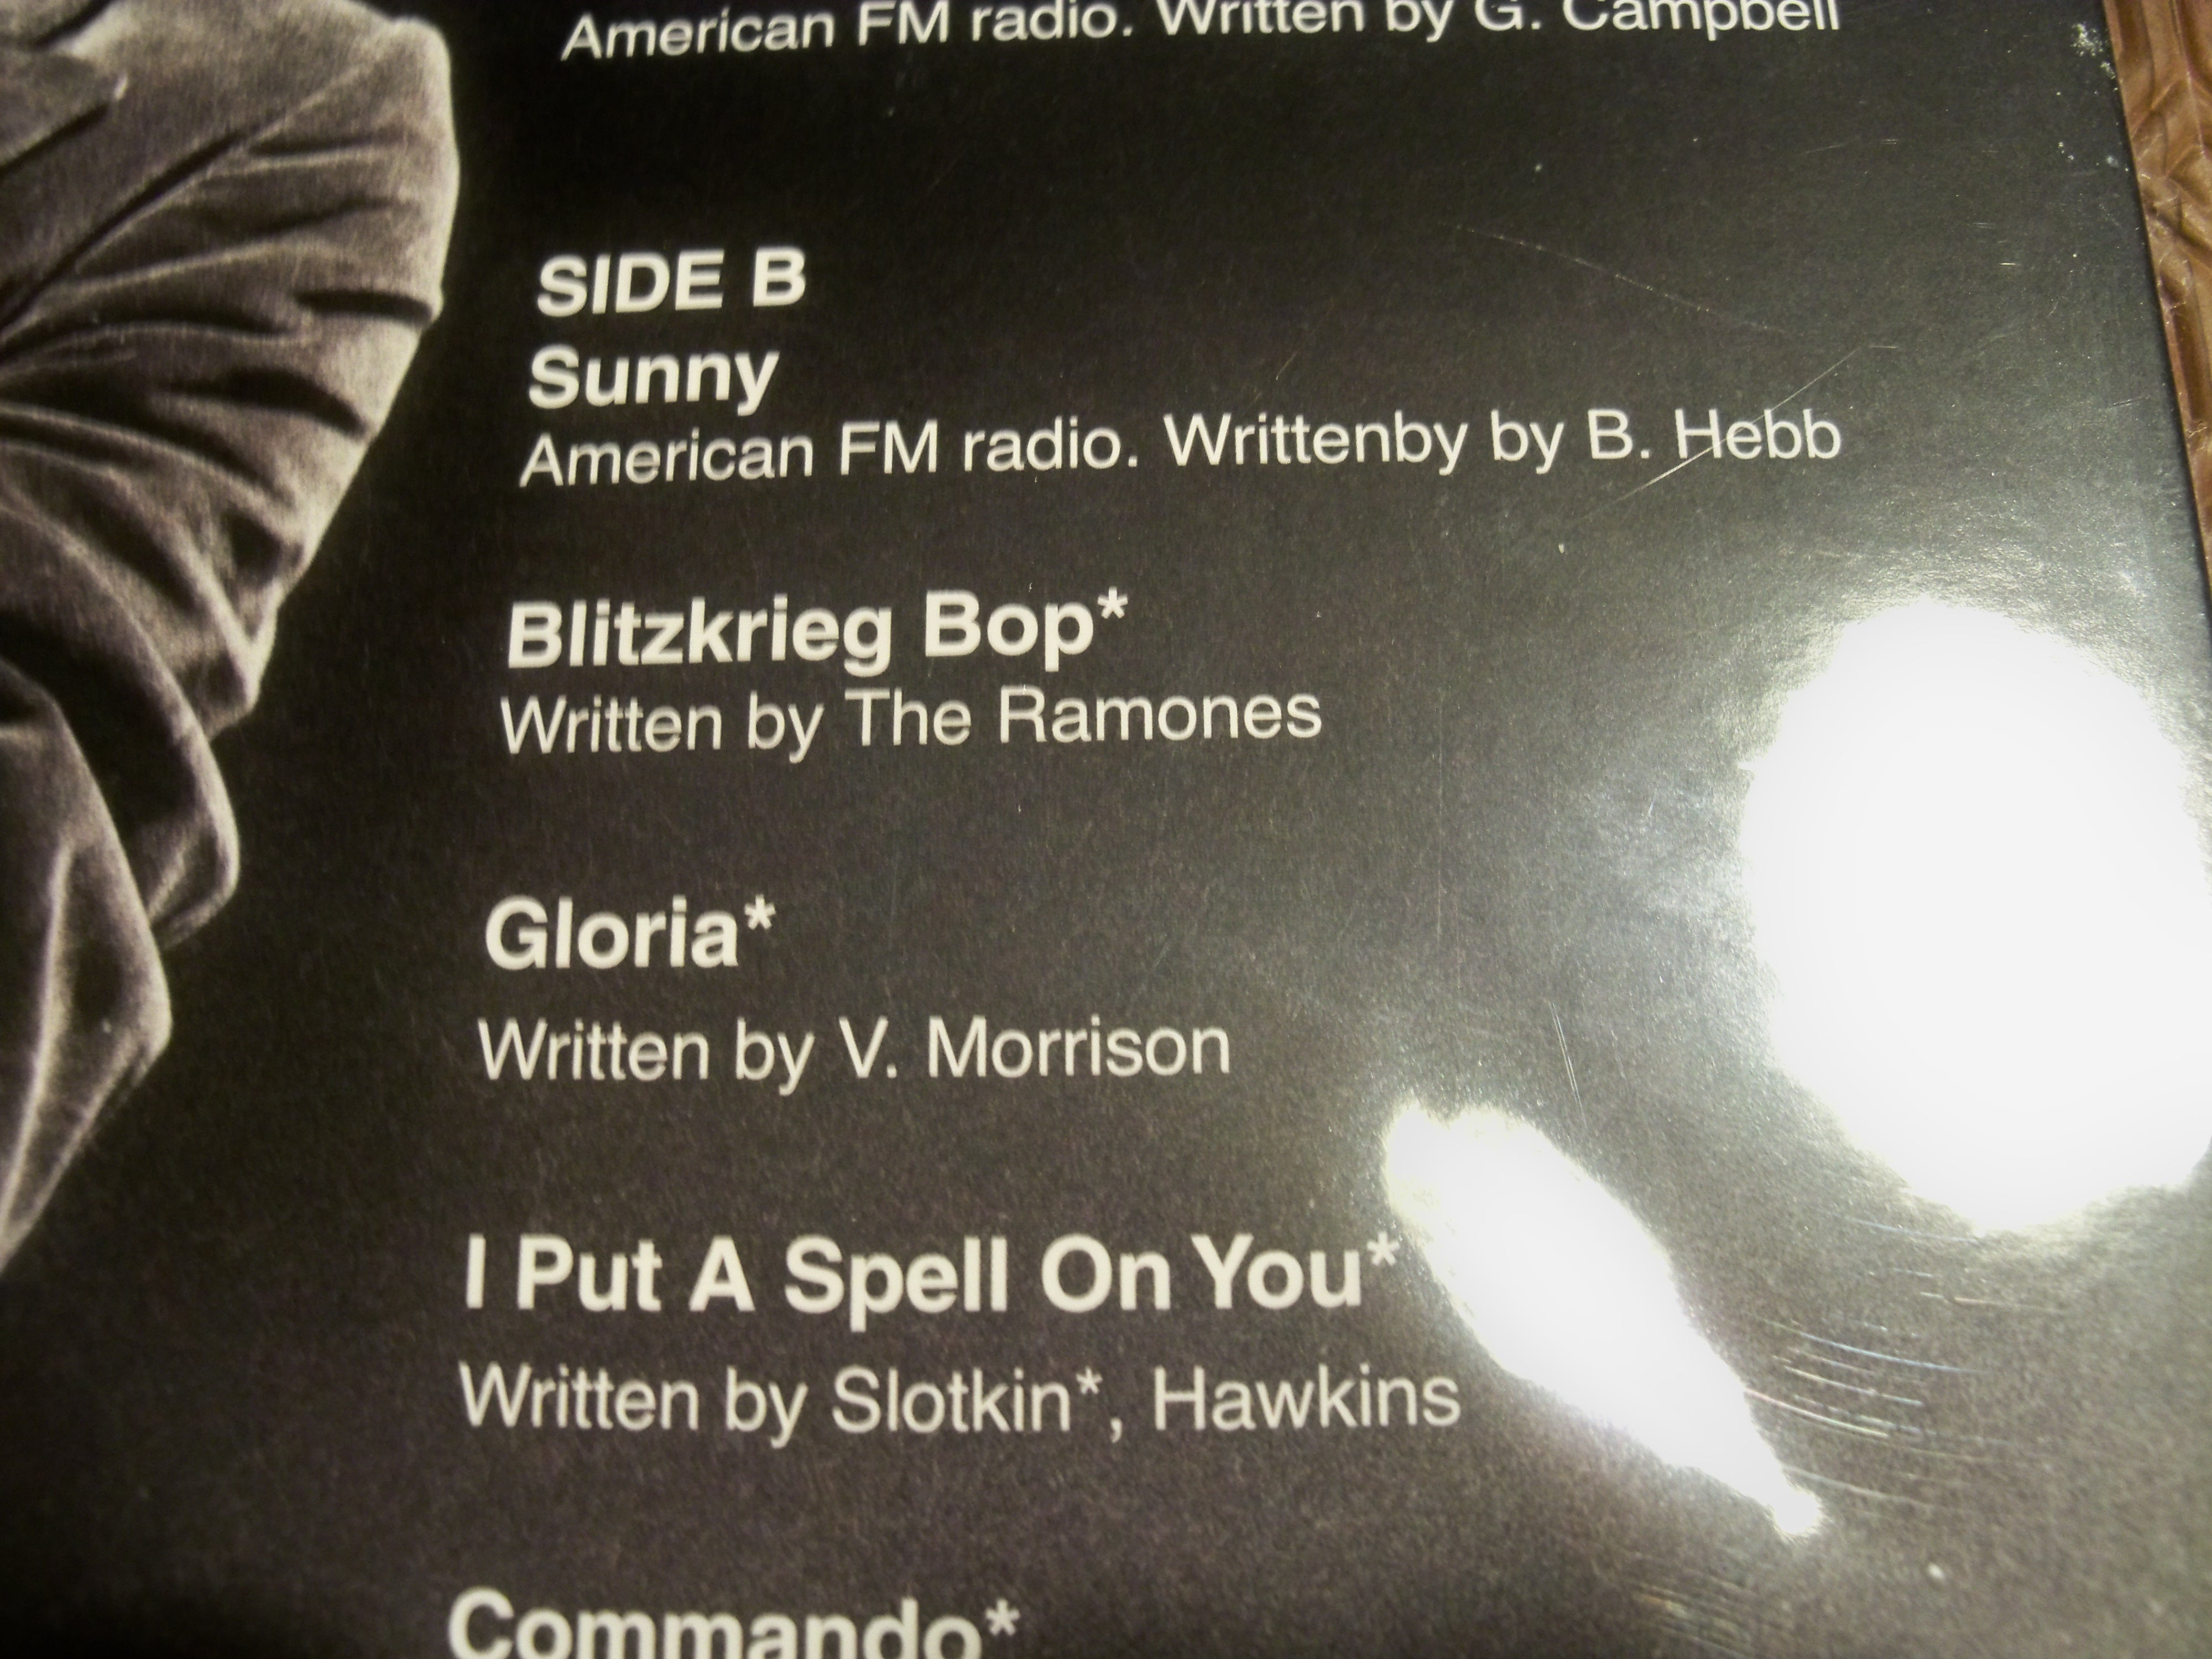 American FM radio. Written by G. Campbell
SIDE B
Sunny
American FM radio. Writtenby by B. Hebb
Blitzkrieg Bop*
Written by The Ramones
Gloria*
Written by V. Morrison
I Put A Spell On You*
Written by Slotkin*, Hawkins
Commando*